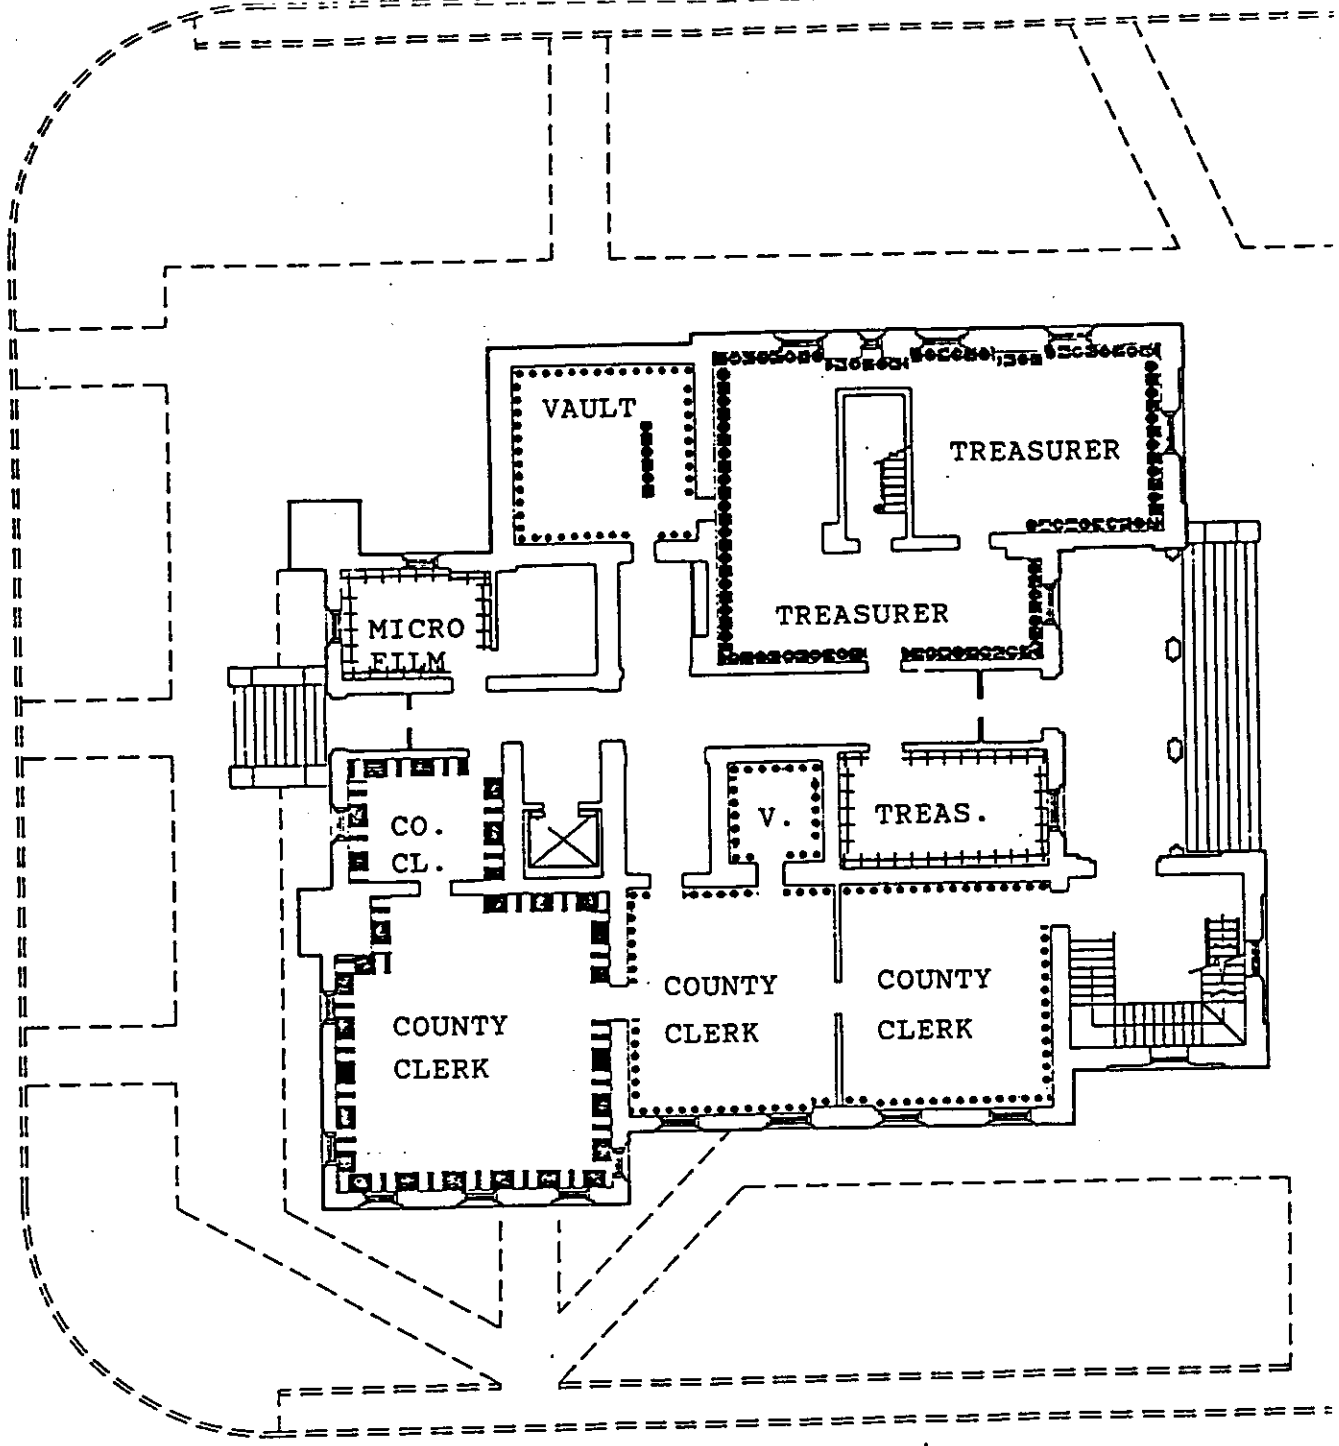 VAULT
TREASURER
TREASURER
MICRO
FILM
CO.
CL.
V.
TREAS.
COUNTY
CLERK
COUNTY
CLERK
COUNTY
CLERK